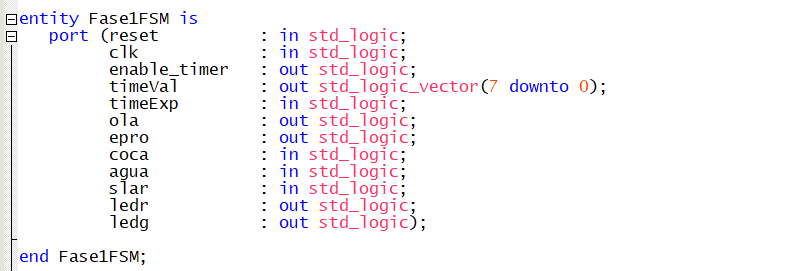 entity Fase1FSM is
port (reset : in std_logic;
clk : in std_logic;
enable_timer : out std_logic;
timeVal : out std_logic_vector(7 downto 0);
timeExp : in std_logic;
ola : out std_logic;
epro : out std_logic;
coca : in std_logic;
agua : in std_logic;
slar : in std_logic;
ledr : out std_logic;
ledg : out std_logic);
end Fase1FSM;